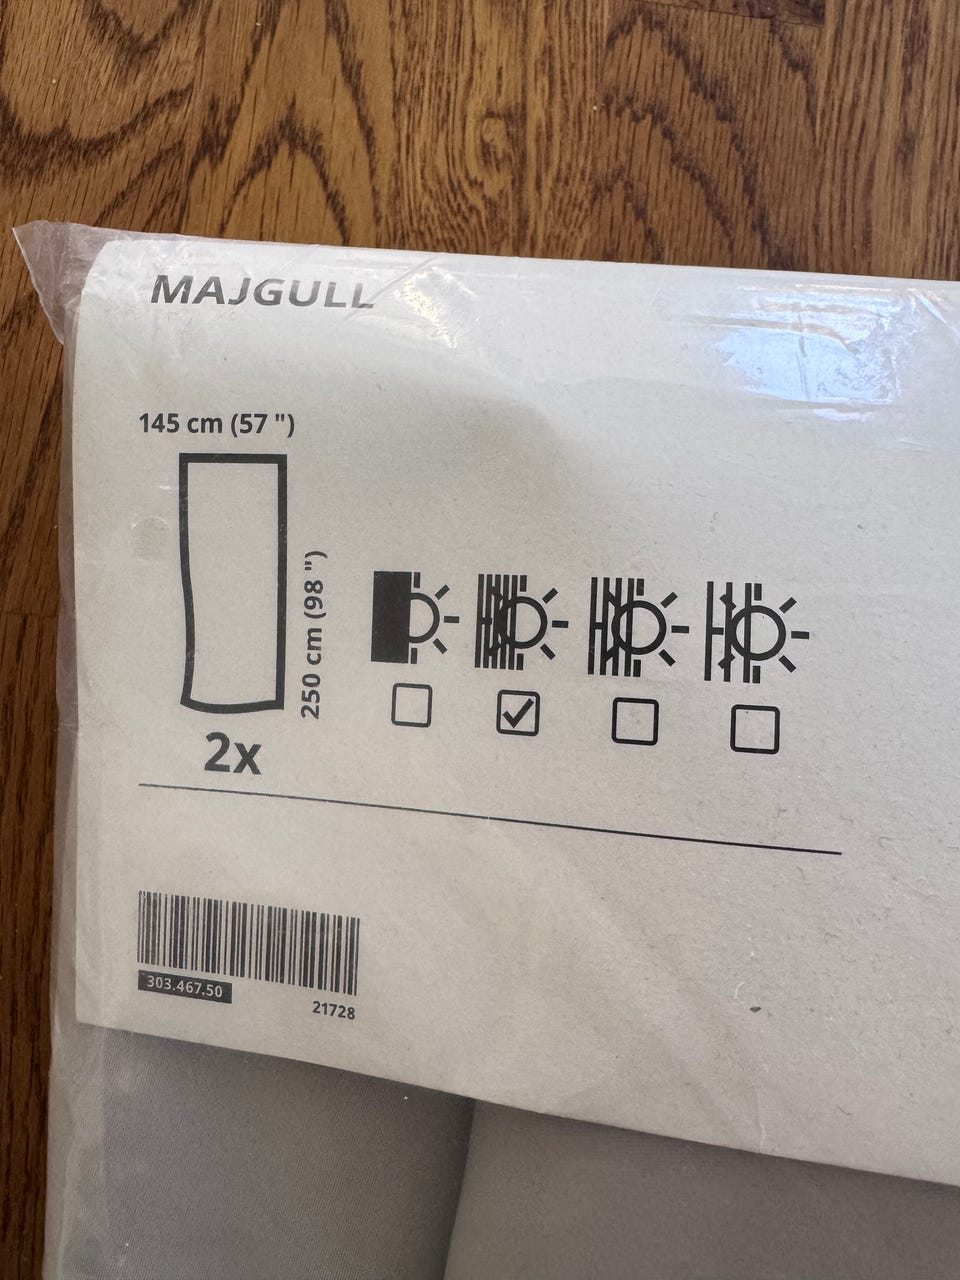 MAJGULL
145 cm (57 ")
250 cm (98 ")
2x
303.467.50
21728